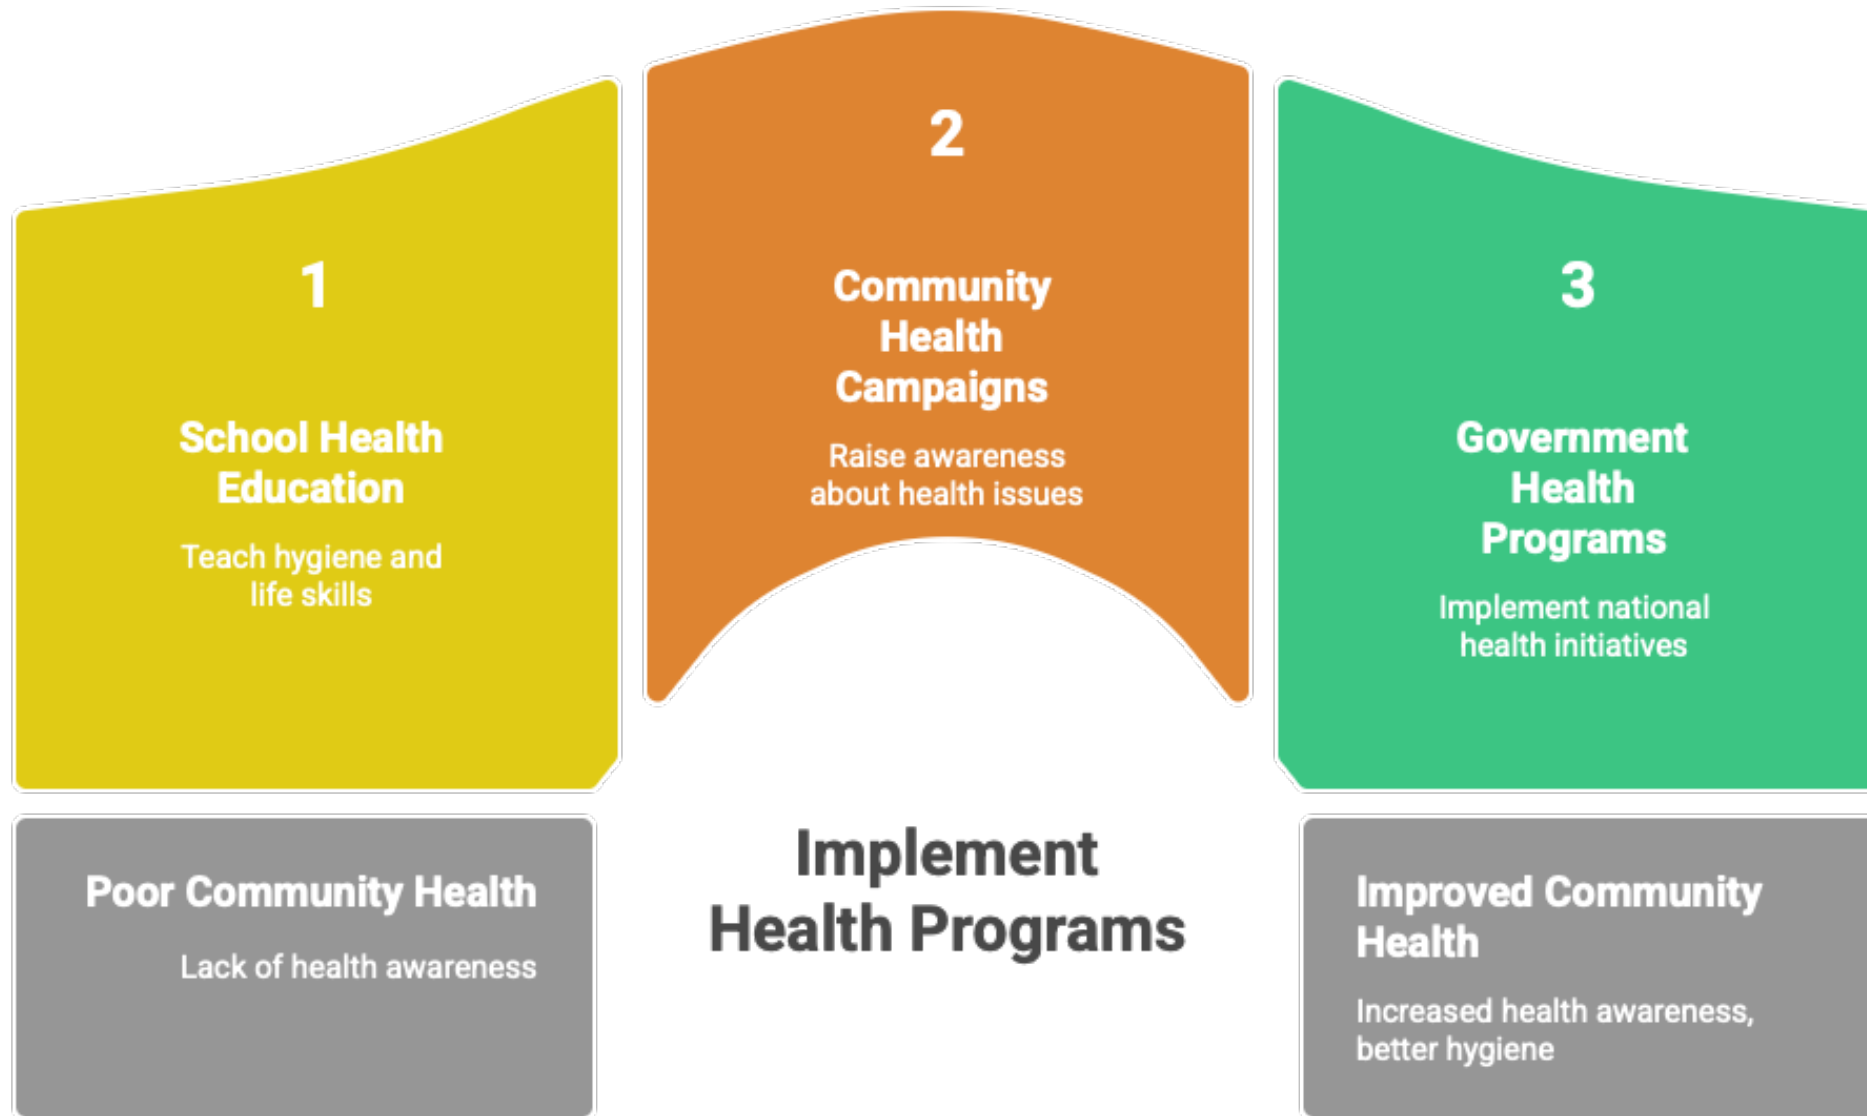 1
School Health
Education
Teach hygiene and
life skills
2
Community
Health
Campaigns
Raise awareness
about health issues
3
Government
Health
Programs
Implement national
health initiatives
Poor Community Health
Lack of health awareness
Implement
Health Programs
Improved Community
Health
Increased health awareness,
better hygiene